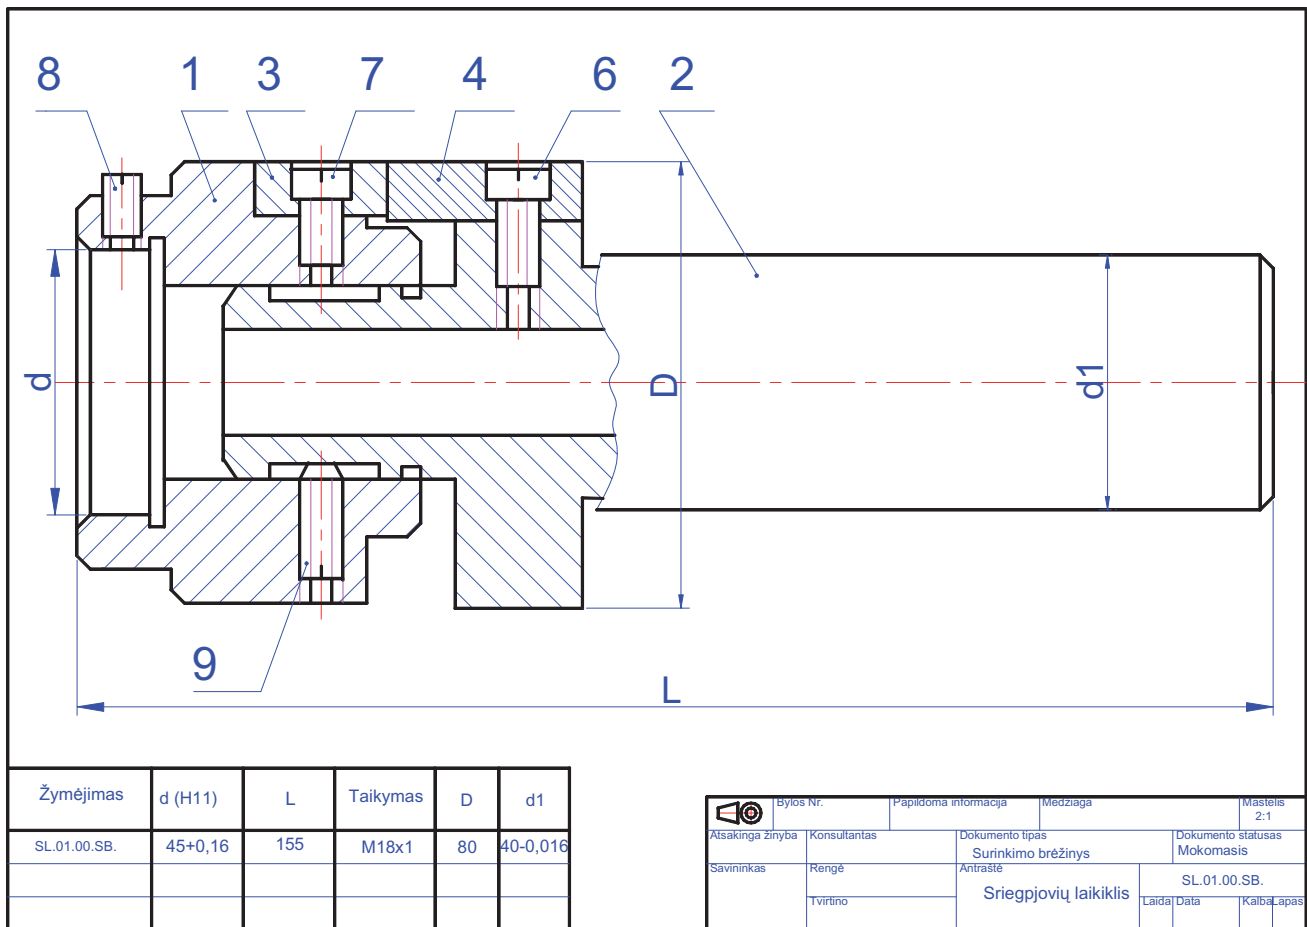 8 1 3 7 4 6 2
d
D
d1
9
L
Žymėjimas d (H11) L Taikymas D d1
SL.01.00.SB. 45+0,16 155 M18x1 80 40-0,016
Bylos Nr. Papildoma informacija Medžiaga Mastelis
2:1
Atsakinga žinyba Konsultantas Dokumento tipas Dokumento statusas
Surinkimo brėžinys Mokomasis
Savininkas Rengė Antraštė
SL.01.00.SB.
Sriegpjovių laikiklis
Tvirtino Laida Data Kalba Lapas